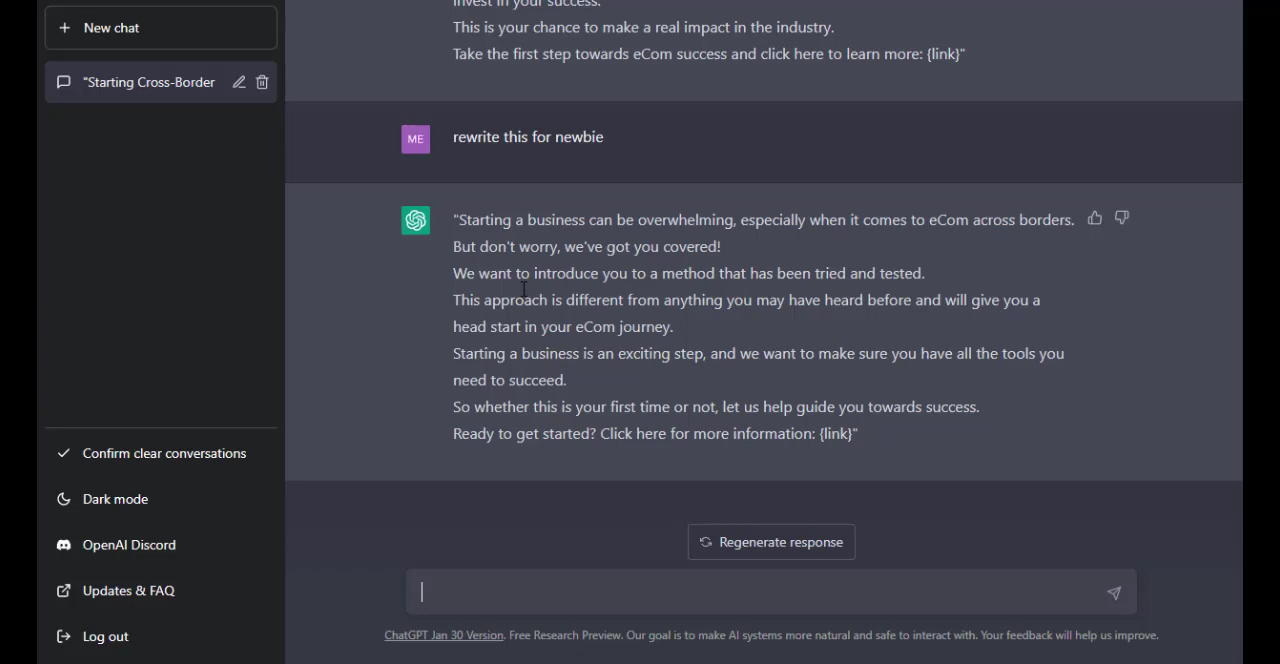 New chat
"Starting Cross-Border
Confirm clear conversations
Dark mode
OpenAI Discord
Updates & FAQ
Log out
invest in your success.
This is your chance to make a real impact in the industry.
Take the first step towards eCom success and click here to learn more: {link}"
ME
rewrite this for newbie
"Starting a business can be overwhelming, especially when it comes to eCom across borders.
But don't worry, we've got you covered!
We want to introduce you to a method that has been tried and tested.
This approach is different from anything you may have heard before and will give you a
head start in your eCom journey.
Starting a business is an exciting step, and we want to make sure you have all the tools you
need to succeed.
So whether this is your first time or not, let us help guide you towards success.
Ready to get started? Click here for more information: {link}"
Regenerate response
ChatGPT Jan 30 Version. Free Research Preview. Our goal is to make AI systems more natural and safe to interact with. Your feedback will help us improve.